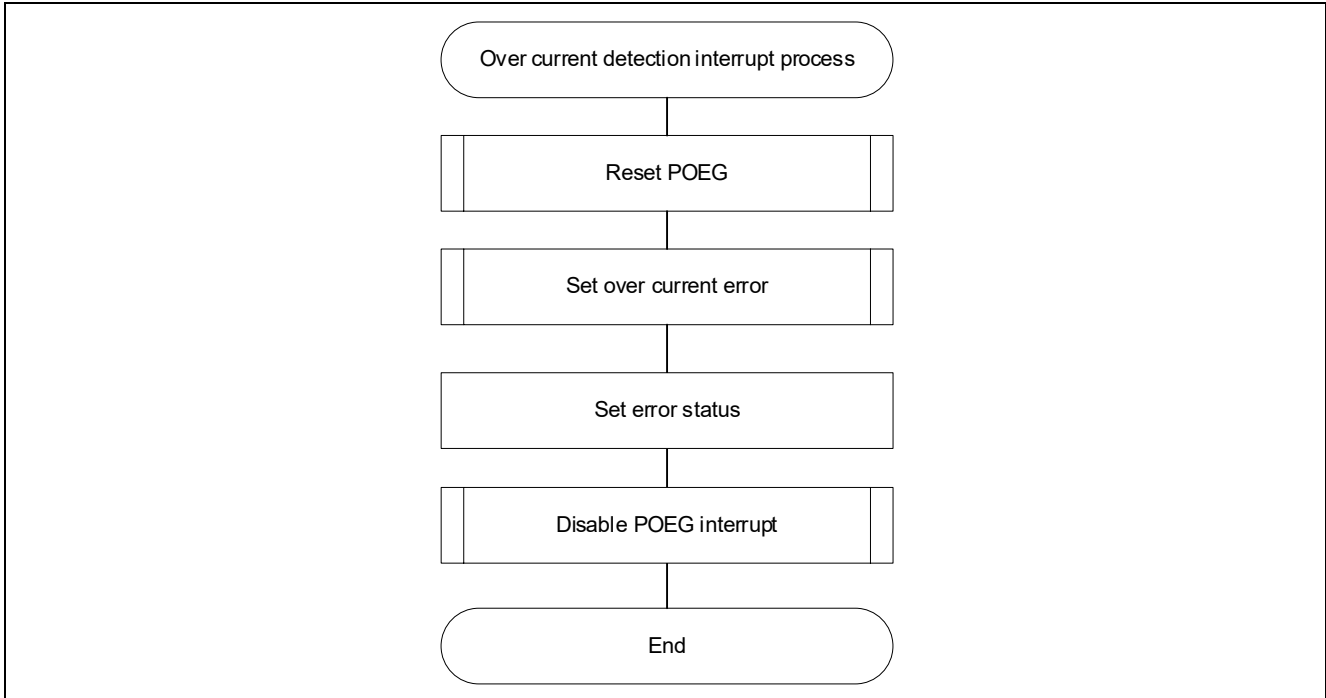 Over current detection interrupt process
Reset POEG
Set over current error
Set error status
Disable POEG interrupt
End